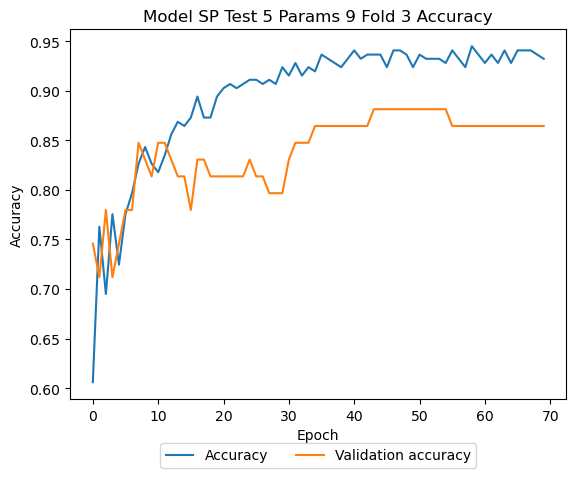 Model SP Test 5 Params 9 Fold 3 Accuracy
0.95
0.90
0.85
0.80
0.75
0.70
0.65
0.60
Accuracy
0 10 20 30 40 50 60 70
Epoch
Accuracy Validation accuracy